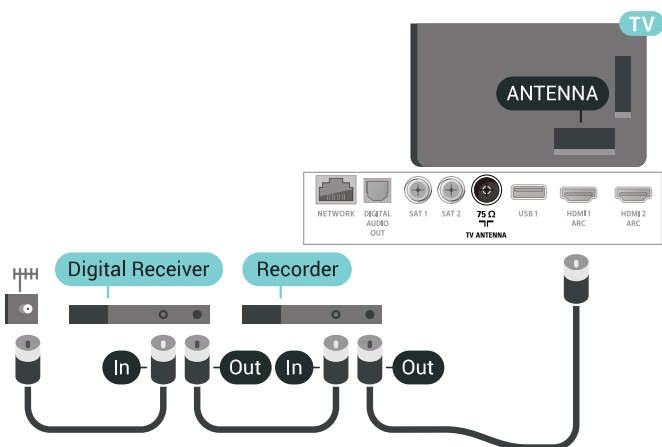 TV
ANTENNA
NETWORK
DIGITAL
AUDIO
OUT
SAT 1
SAT 2
75 Ω
TV ANTENNA
USB 1
HDMI 1
ARC
HDMI 2
ARC
Digital Receiver
Recorder
In
Out
In
Out